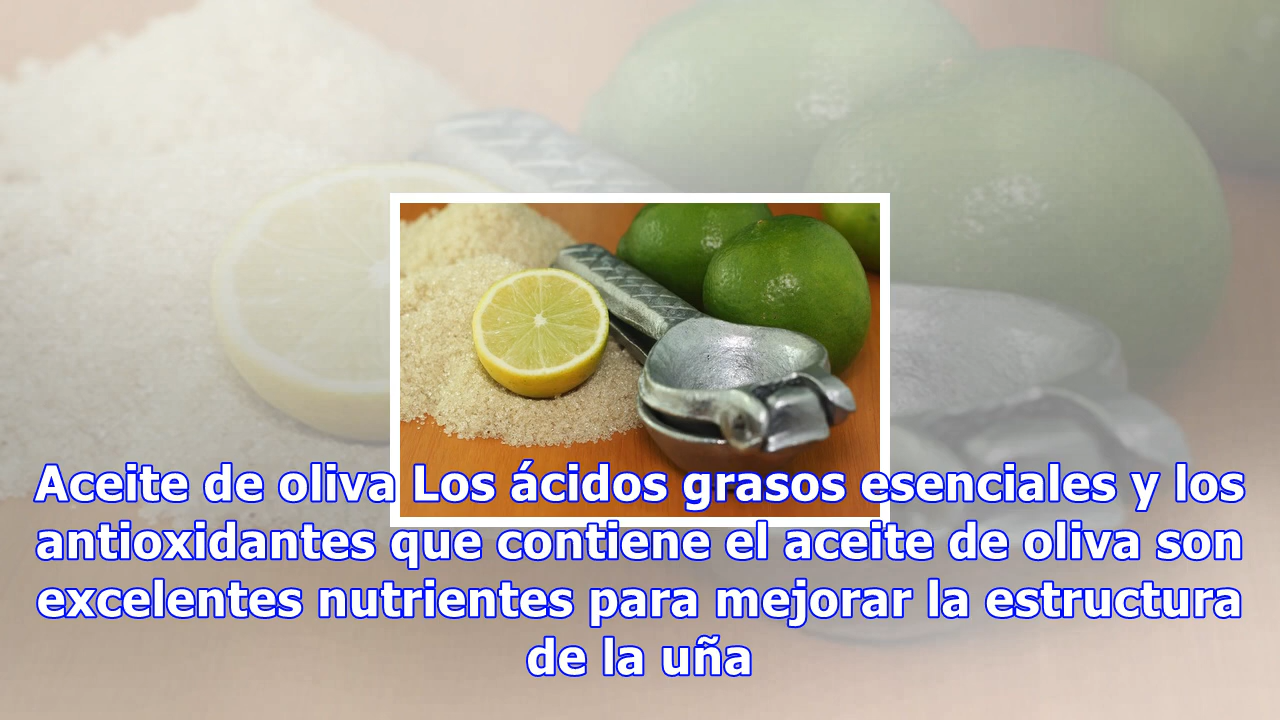 Aceite de oliva Los ácidos grasos esenciales y los
antioxidantes que contiene el aceite de oliva son
excelentes nutrientes para mejorar la estructura
de la uña